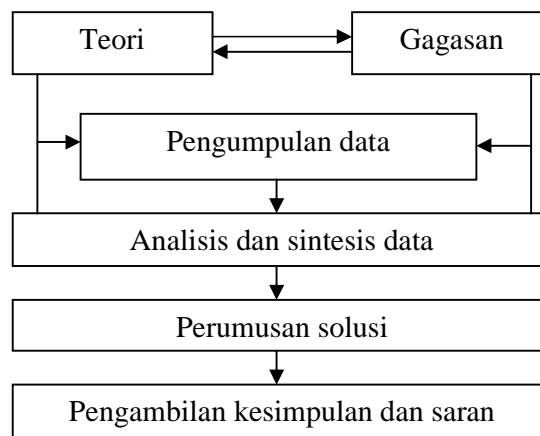 Teori
Gagasan
Pengumpulan data
Analisis dan sintesis data
Perumusan solusi
Pengambilan kesimpulan dan saran